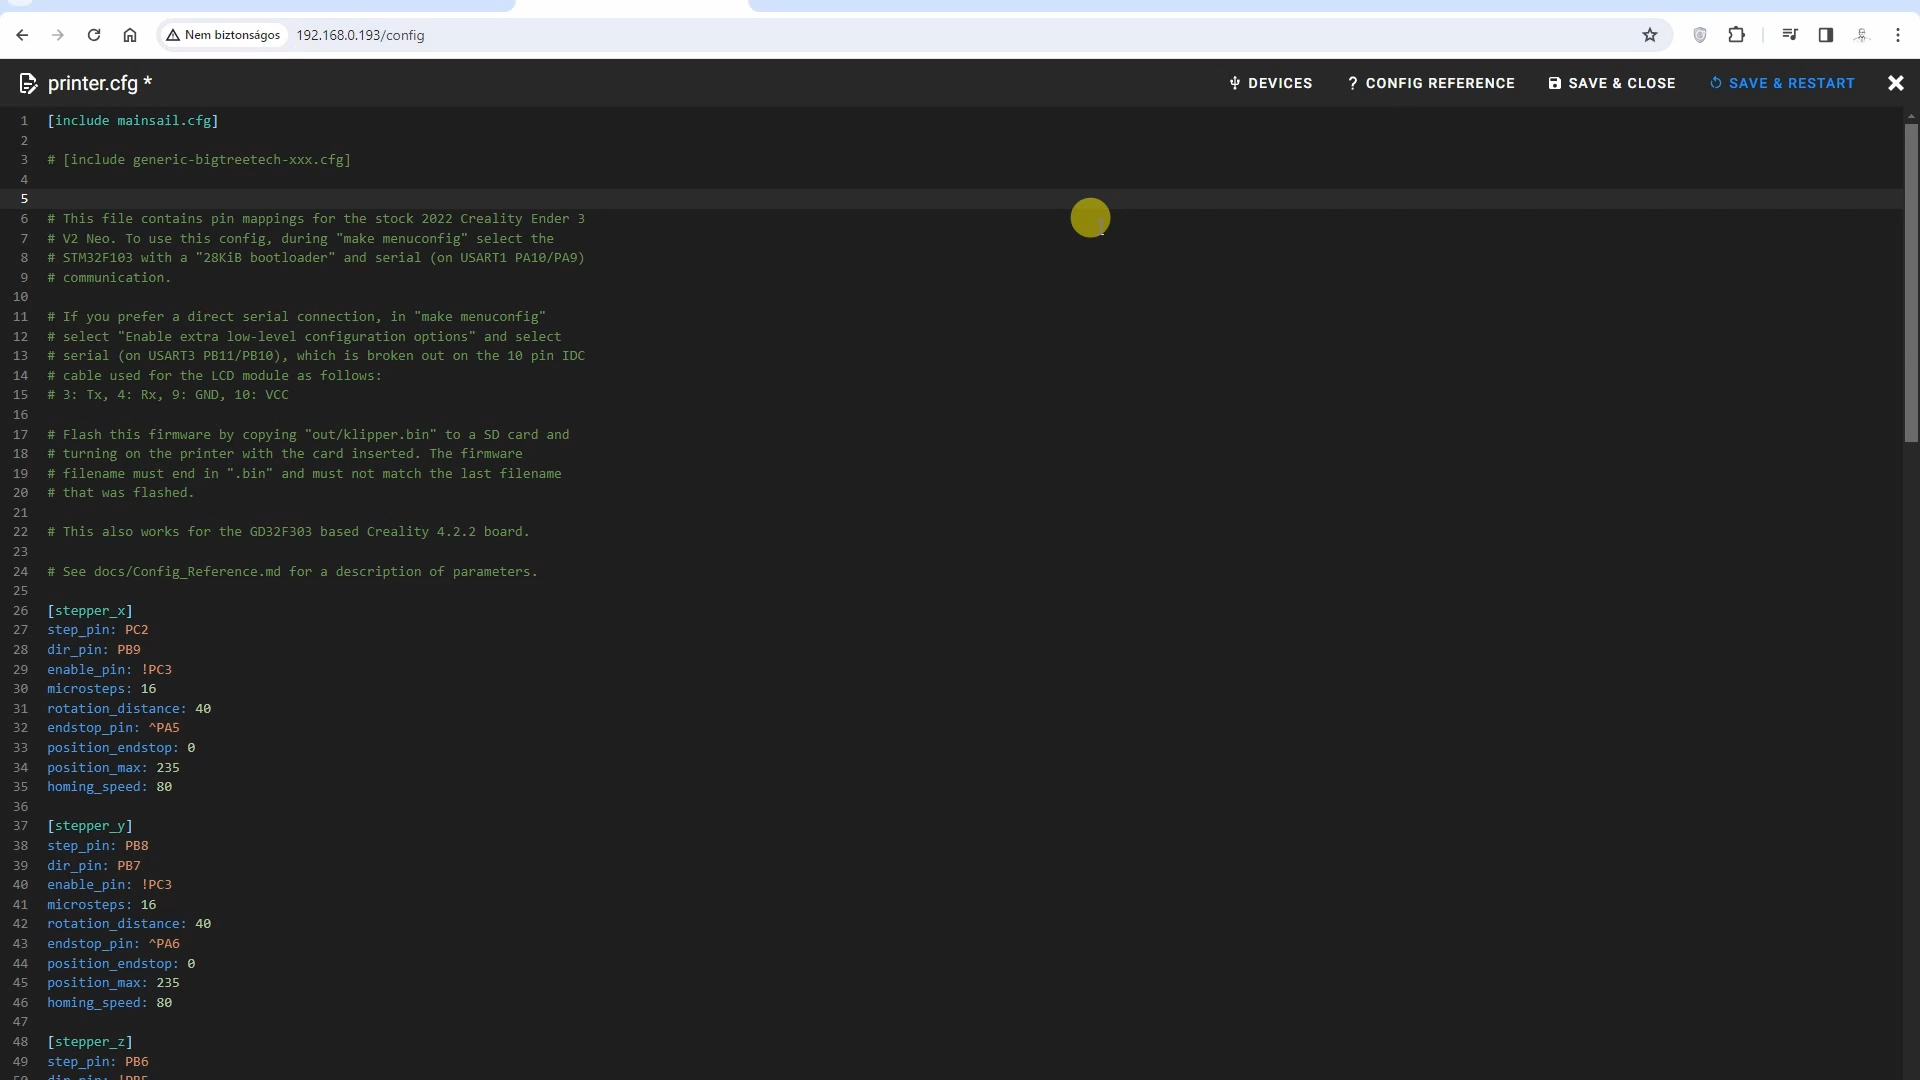 Nem biztonságos 192.168.0.193/config
printer.cfg * DEVICES ? CONFIG REFERENCE SAVE & CLOSE SAVE & RESTART
1 [include mainsail.cfg]
2
3 # [include generic-bigtreetech-xxx.cfg]
4
5
6 # This file contains pin mappings for the stock 2022 Creality Ender 3
7 # V2 Neo. To use this config, during "make menuconfig" select the
8 # STM32F103 with a "28KiB bootloader" and serial (on USART1 PA10/PA9)
9 # communication.
10
11 # If you prefer a direct serial connection, in "make menuconfig"
12 # select "Enable extra low-level configuration options" and select
13 # serial (on USART3 PB11/PB10), which is broken out on the 10 pin IDC
14 # cable used for the LCD module as follows:
15 # 3: Tx, 4: Rx, 9: GND, 10: VCC
16
17 # Flash this firmware by copying "out/klipper.bin" to a SD card and
18 # turning on the printer with the card inserted. The firmware
19 # filename must end in ".bin" and must not match the last filename
20 # that was flashed.
21
22 # This also works for the GD32F303 based Creality 4.2.2 board.
23
24 # See docs/Config_Reference.md for a description of parameters.
25
26 [stepper_x]
27 step_pin: PC2
28 dir_pin: PB9
29 enable_pin: !PC3
30 microsteps: 16
31 rotation_distance: 40
32 endstop_pin: ^PA5
33 position_endstop: 0
34 position_max: 235
35 homing_speed: 80
36
37 [stepper_y]
38 step_pin: PB8
39 dir_pin: PB7
40 enable_pin: !PC3
41 microsteps: 16
42 rotation_distance: 40
43 endstop_pin: ^PA6
44 position_endstop: 0
45 position_max: 235
46 homing_speed: 80
47
48 [stepper_z]
49 step_pin: PB6
50 dir_pin: !PB5